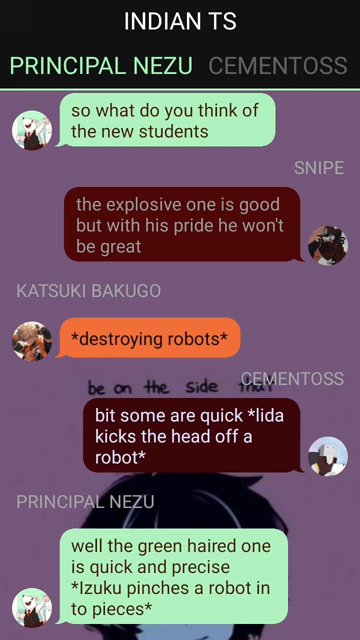 INDIAN TS
PRINCIPAL NEZU CEMENTOSS
so what do you think of
the new students
SNIPE
the explosive one is good
but with his pride he won't
be great
KATSUKI BAKUGO
*destroying robots*
CEMENTOSS
be on the side that
bit some are quick *Iida
kicks the head off a
robot*
PRINCIPAL NEZU
well the green haired one
is quick and precise
*Izuku pinches a robot in
to pieces*